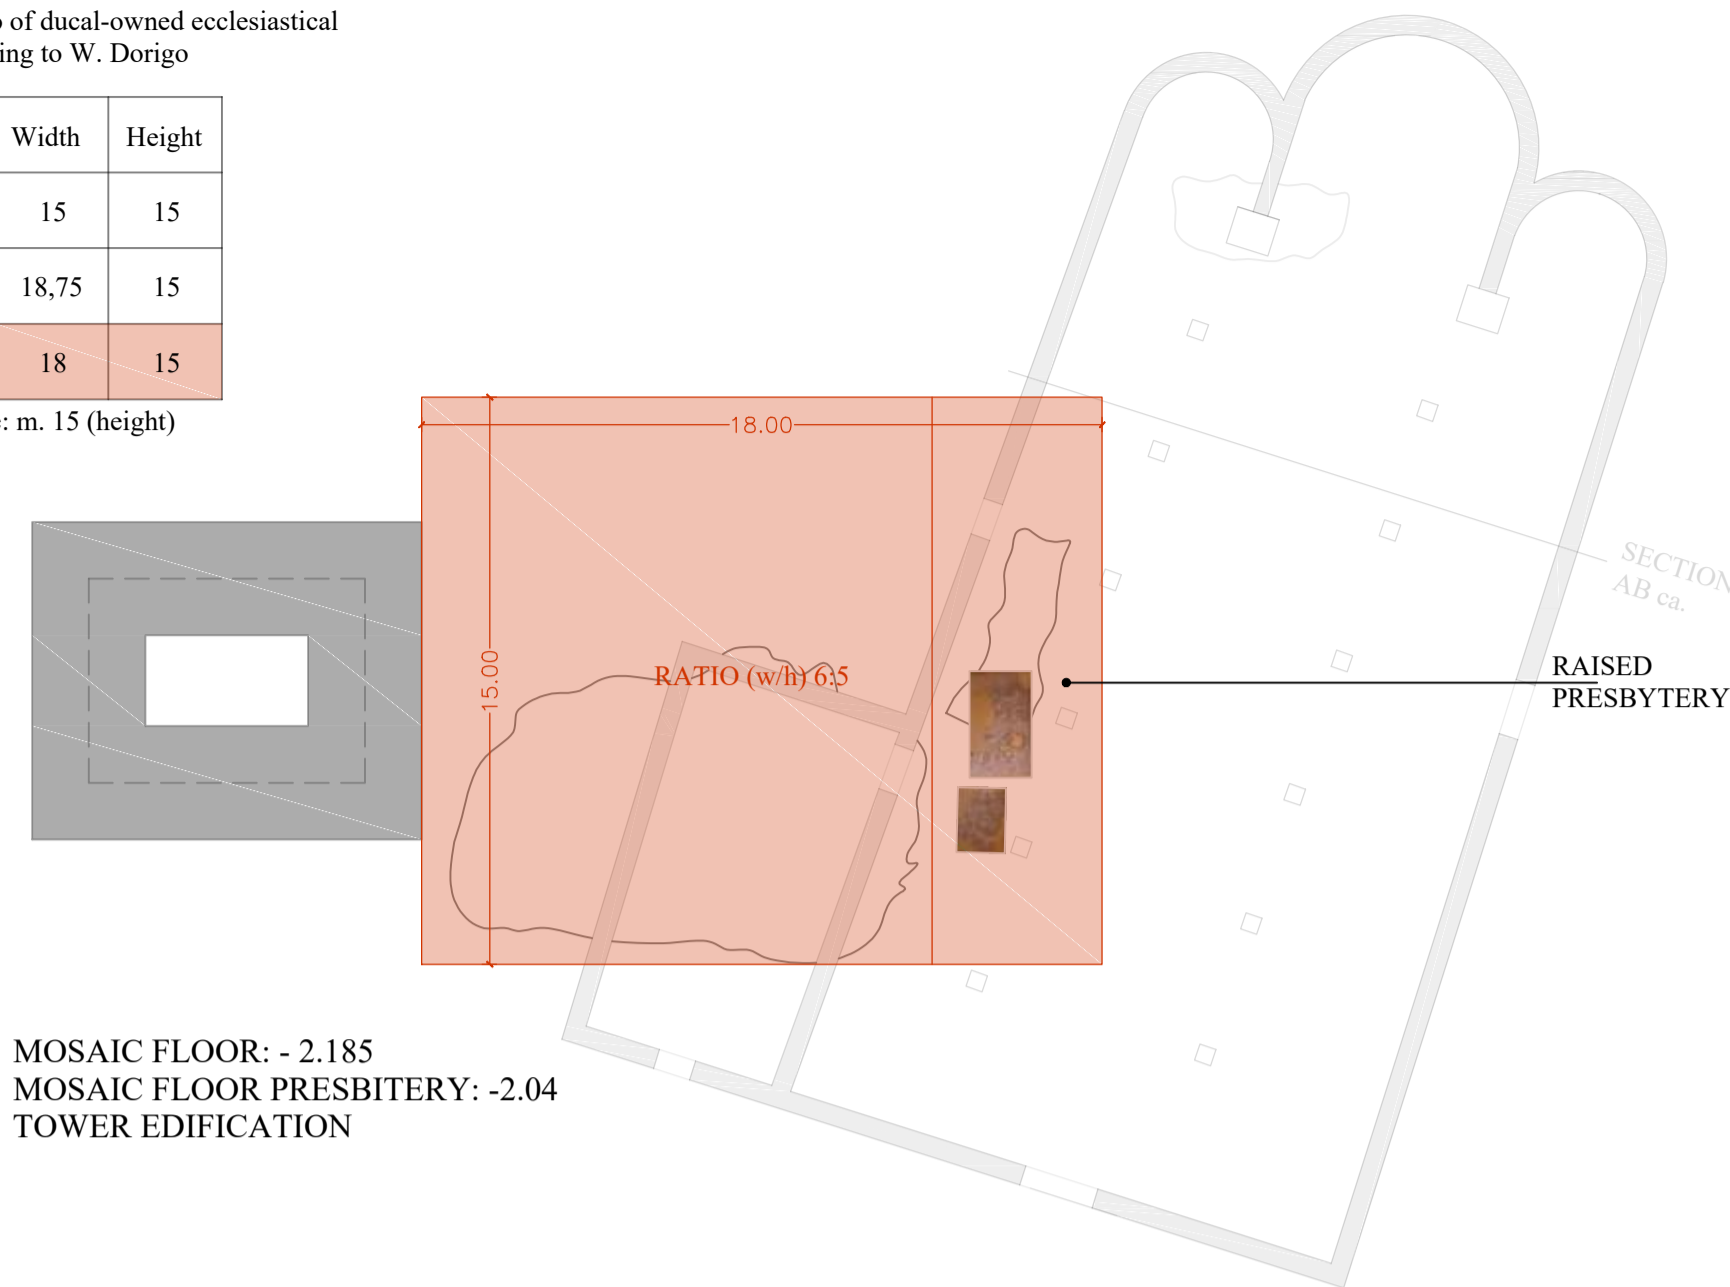 of ducal-owned ecclesiastical
to W. Dorigo
Width Height
15 15
18,75 15
18 15
m. 15 (height)
18.00
15.00
RATIO (w/h) 6:5
SECTION
AB ca.
RAISED
PRESBYTERY
MOSAIC FLOOR: - 2.185
MOSAIC FLOOR PRESBITERY: -2.04
TOWER EDIFICATION